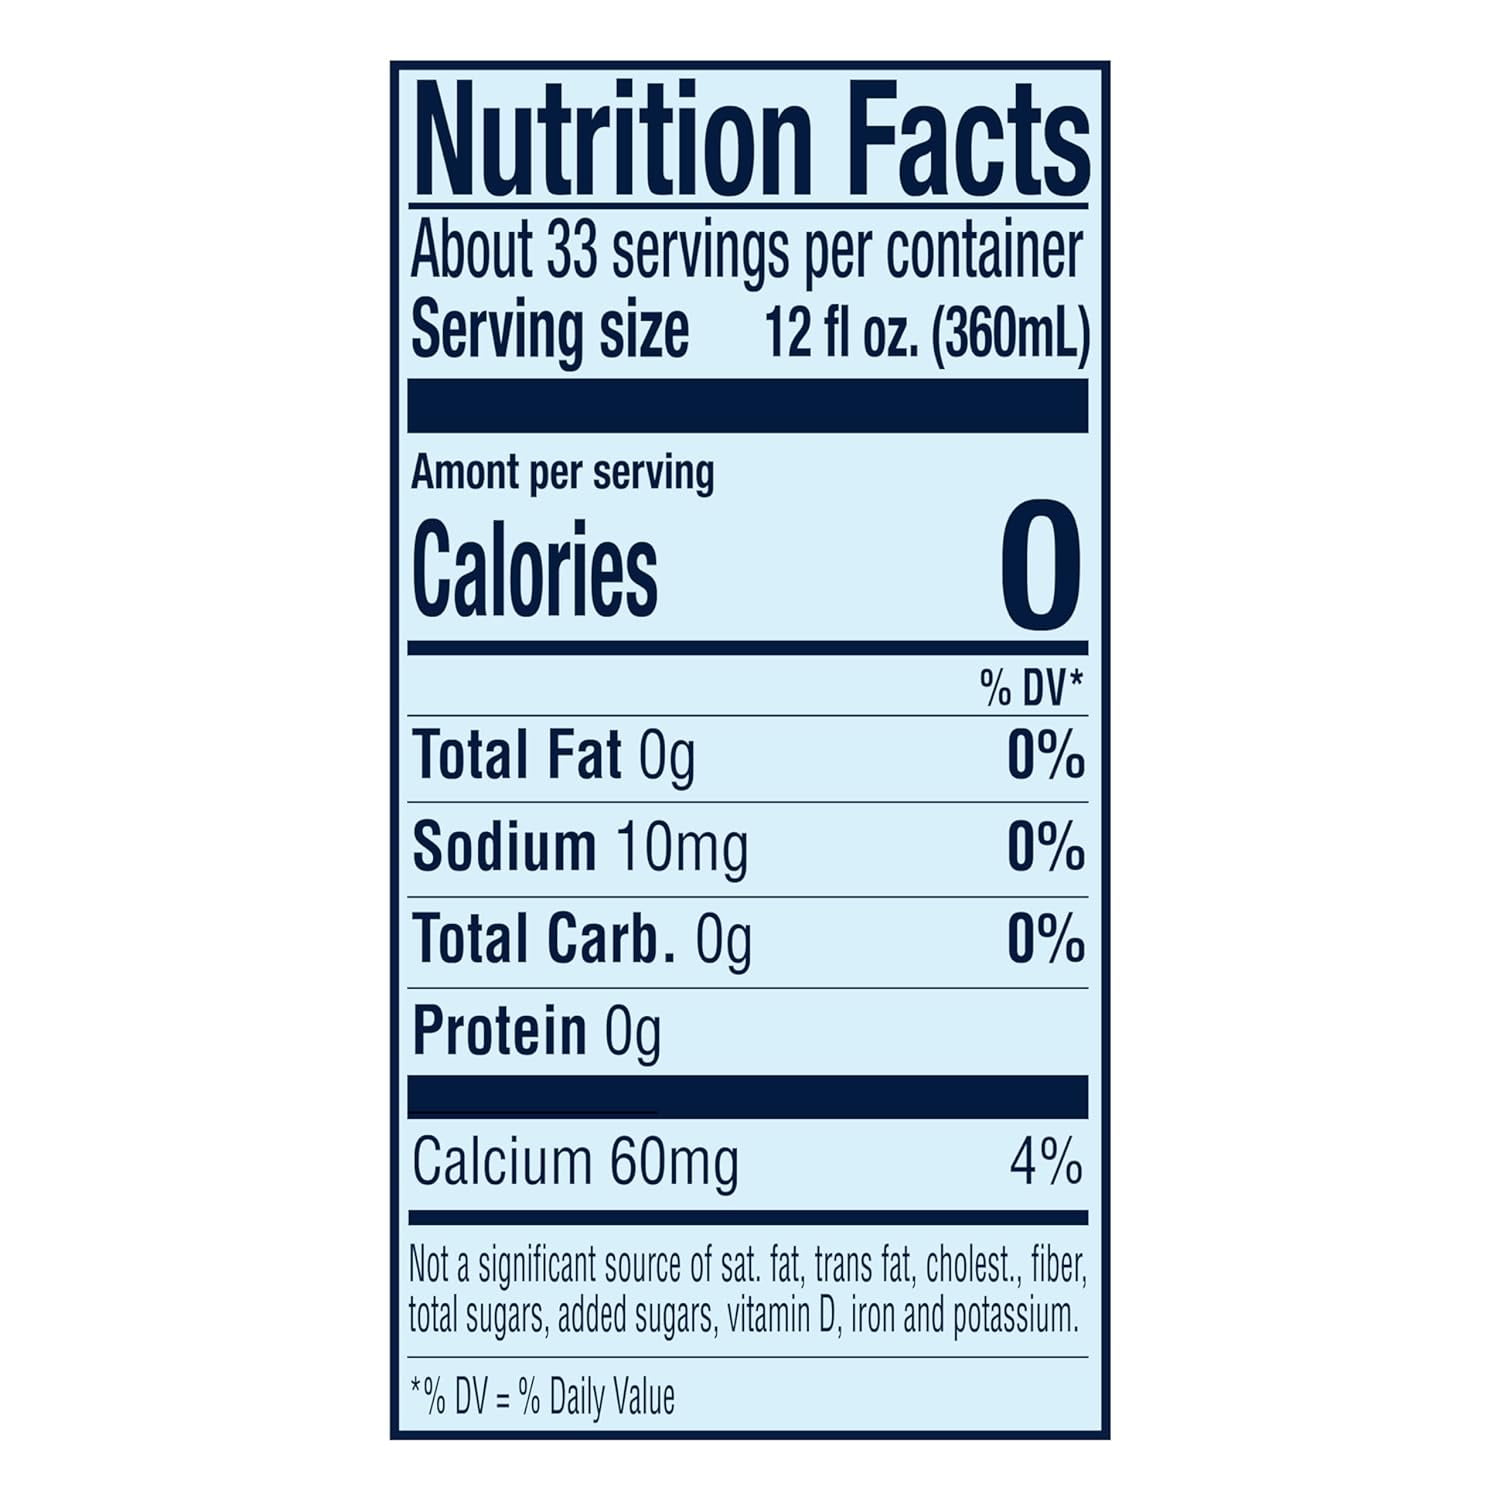 Nutrition Facts
About 33 servings per container
Serving size 12 fl oz. (360mL)
Amont per serving
Calories 0
% DV*
Total Fat 0g 0%
Sodium 10mg 0%
Total Carb. 0g 0%
Protein 0g
Calcium 60mg 4%
Not a significant source of sat. fat, trans fat, cholest., fiber,
total sugars, added sugars, vitamin D, iron and potassium.
*% DV = % Daily Value